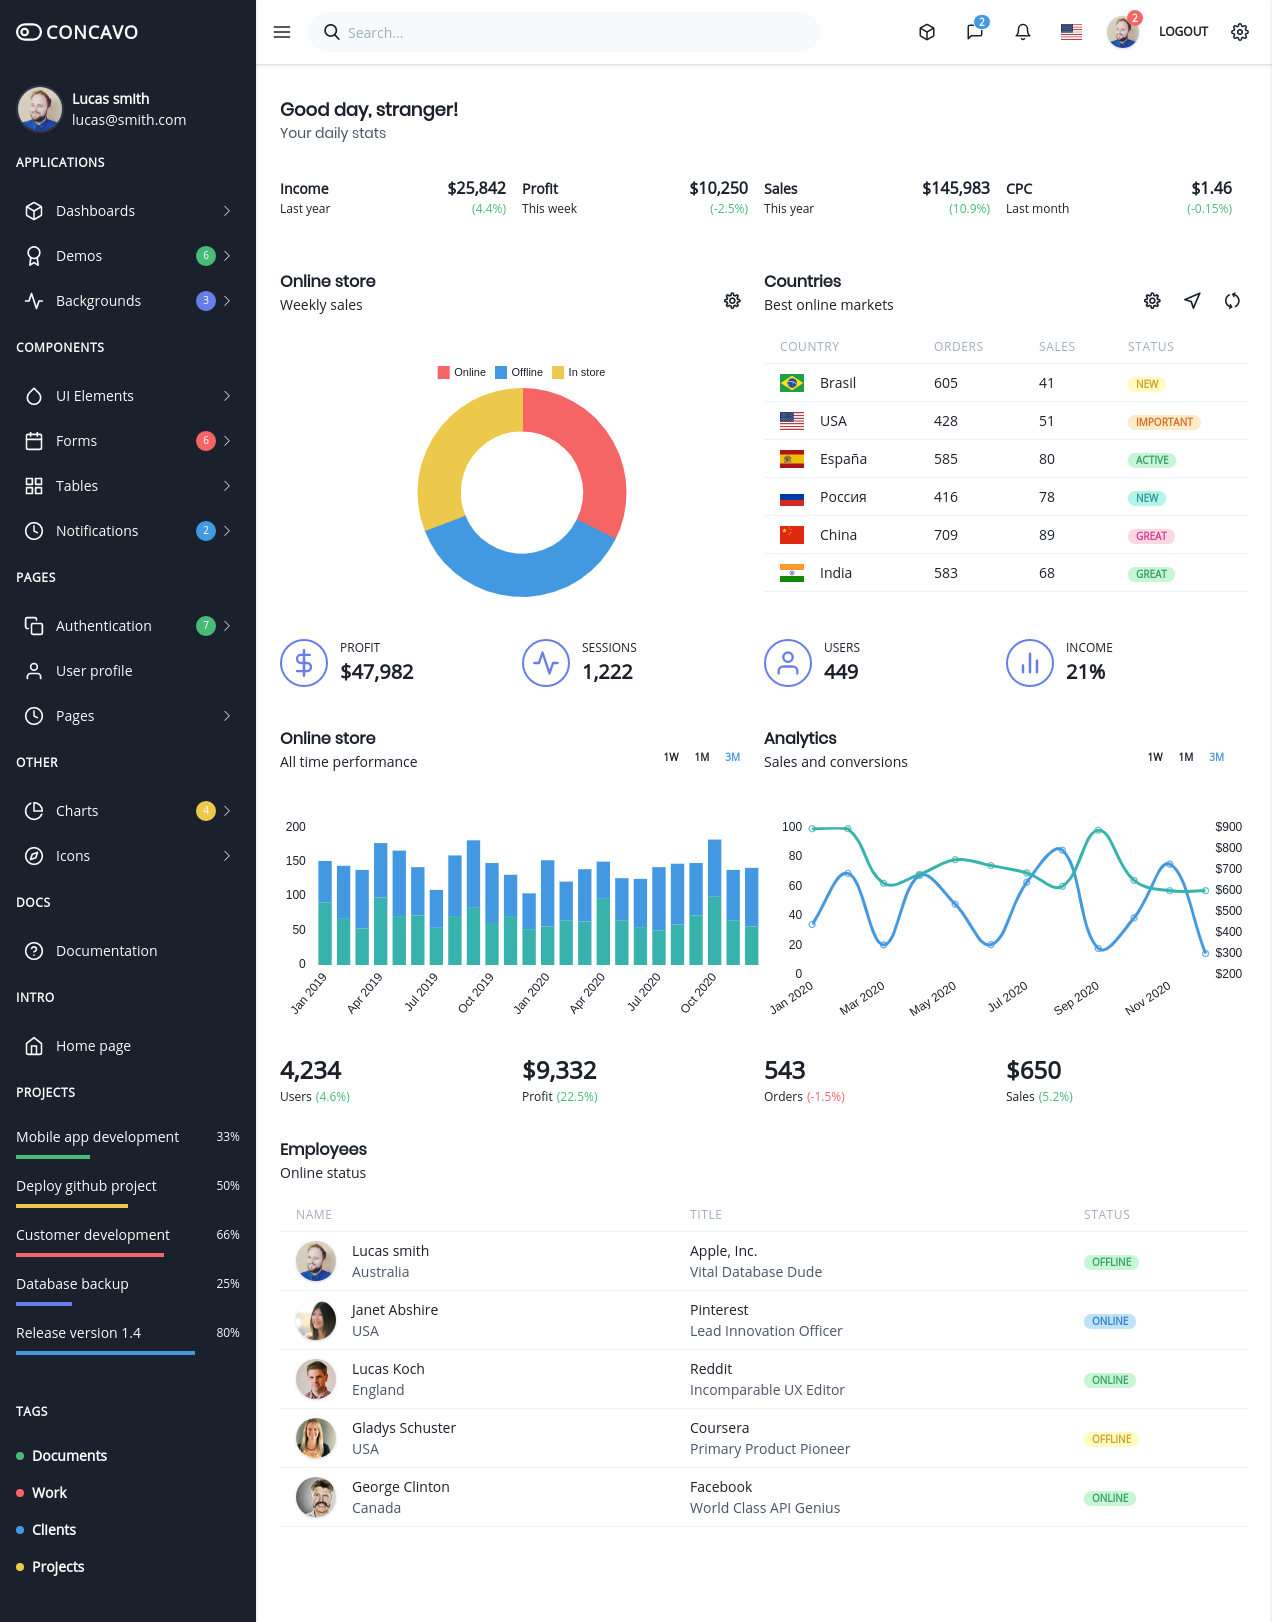 CONCAVO
Search...
2
2
LOGOUT
Lucas smith
lucas@smith.com
APPLICATIONS
Dashboards
Demos 6
Backgrounds 3
COMPONENTS
UI Elements
Forms 6
Tables
Notifications 2
PAGES
Authentication 7
User profile
Pages
OTHER
Charts 4
Icons
DOCS
Documentation
INTRO
Home page
PROJECTS
Mobile app development 33%
Deploy github project 50%
Customer development 66%
Database backup 25%
Release version 1.4 80%
TAGS
Documents
Work
Clients
Projects
Good day, stranger!
Your daily stats
Income $25,842
Last year (4.4%)
Profit $10,250
This week (-2.5%)
Sales $145,983
This year (10.9%)
CPC $1.46
Last month (-0.15%)
Online store
Weekly sales
Online Offline In store
Countries
Best online markets
COUNTRY ORDERS SALES STATUS
Brasil 605 41 NEW
USA 428 51 IMPORTANT
España 585 80 ACTIVE
Россия 416 78 NEW
China 709 89 GREAT
India 583 68 GREAT
PROFIT
$47,982
SESSIONS
1,222
USERS
449
INCOME
21%
Online store
All time performance
1W 1M 3M
200
150
100
50
0
Jan 2019 Apr 2019 Jul 2019 Oct 2019 Jan 2020 Apr 2020 Jul 2020 Oct 2020
Analytics
Sales and conversions
1W 1M 3M
100
80
60
40
20
0
$900
$800
$700
$600
$500
$400
$300
$200
Jan 2020 Mar 2020 May 2020 Jul 2020 Sep 2020 Nov 2020
4,234
Users (4.6%)
$9,332
Profit (22.5%)
543
Orders (-1.5%)
$650
Sales (5.2%)
Employees
Online status
NAME TITLE STATUS
Lucas smith Apple, Inc. OFFLINE
Australia Vital Database Dude
Janet Abshire Pinterest ONLINE
USA Lead Innovation Officer
Lucas Koch Reddit ONLINE
England Incomparable UX Editor
Gladys Schuster Coursera OFFLINE
USA Primary Product Pioneer
George Clinton Facebook ONLINE
Canada World Class API Genius